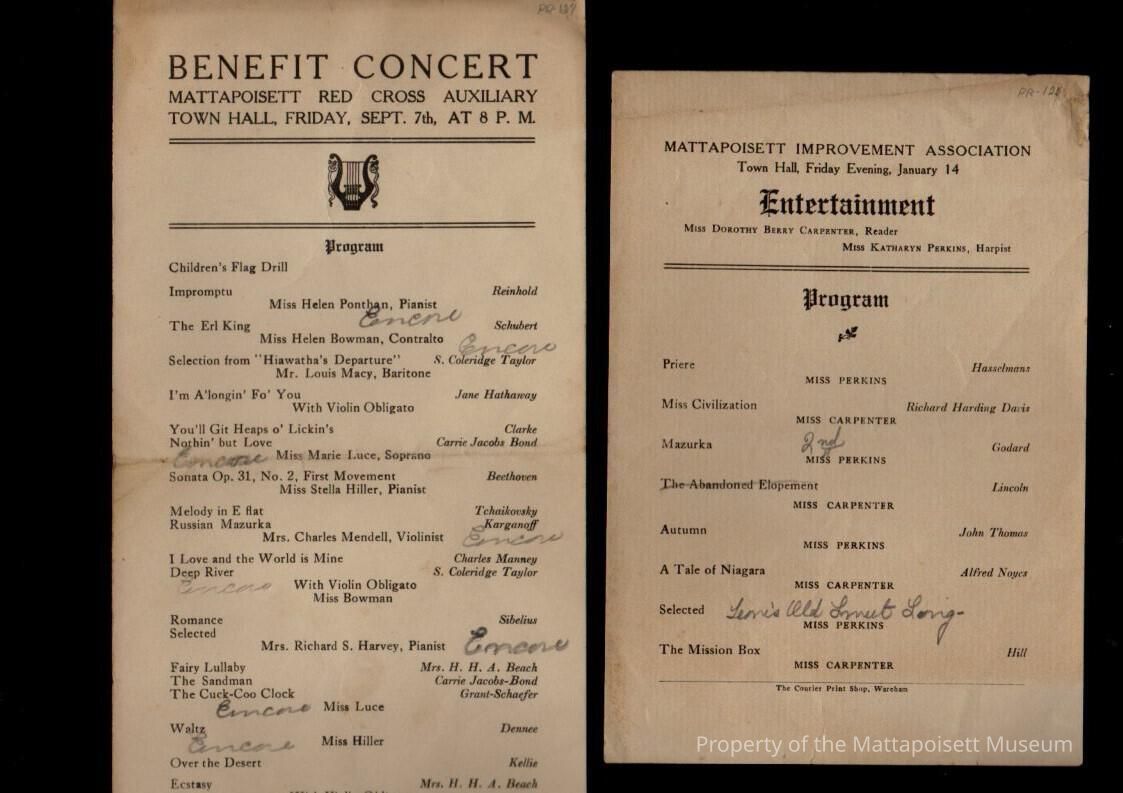 PR-127
BENEFIT CONCERT
MATTAPOISETT RED CROSS AUXILIARY
TOWN HALL, FRIDAY, SEPT. 7th, AT 8 P. M.
Program
Children's Flag Drill
Impromptu Reinhold
Miss Helen Ponthan, Pianist
Encore
The Erl King Schubert
Miss Helen Bowman, Contralto
Encore
Selection from "Hiawatha's Departure" S. Coleridge Taylor
Mr. Louis Macy, Baritone
I'm A'longin' Fo' You Jane Hathaway
With Violin Obligato
You'll Git Heaps o' Lickin's Clarke
Nothin' but Love Carrie Jacobs Bond
Encore Miss Marie Luce, Soprano
Sonata Op. 31, No. 2, First Movement Beethoven
Miss Stella Hiller, Pianist
Melody in E flat Tchaikovsky
Russian Mazurka Karganoff
Mrs. Charles Mendell, Violinist Encore
I Love and the World is Mine Charles Manney
Deep River S. Coleridge Taylor
Encore With Violin Obligato
Miss Bowman
Romance Sibelius
Selected
Mrs. Richard S. Harvey, Pianist Encore
Fairy Lullaby Mrs. H. H. A. Beach
The Sandman Carrie Jacobs-Bond
The Cuck-Coo Clock Grant-Schaefer
Encore Miss Luce
Waltz Dennee
Encore Miss Hiller
Over the Desert Kellie
Ecstasy Mrs. H. H. A. Beach
MATTAPOISETT IMPROVEMENT ASSOCIATION
Town Hall, Friday Evening, January 14
Entertainment
MISS DOROTHY BERRY CARPENTER, Reader
MISS KATHARYN PERKINS, Harpist
Program
Priere Hasselmans
MISS PERKINS
Miss Civilization Richard Harding Davis
MISS CARPENTER
Mazurka 2nd Godard
MISS PERKINS
The Abandoned Elopement Lincoln
MISS CARPENTER
Autumn John Thomas
MISS PERKINS
A Tale of Niagara Alfred Noyes
MISS CARPENTER
Selected Old Sweet Song
MISS PERKINS
The Mission Box Hill
MISS CARPENTER
The Courier Print Shop, Wareham
Property of the Mattapoisett Museum